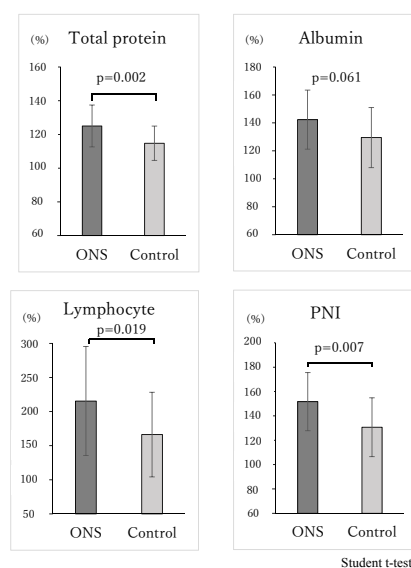 (%) Total protein
p=0.002
160
140
120
100
80
60
ONS Control
(%) Albumin
p=0.061
180
160
140
120
100
80
60
ONS Control
(%) Lymphocyte
p=0.019
300
250
200
150
100
50
ONS Control
(%) PNI
p=0.007
200
180
160
140
120
100
80
60
ONS Control
Student t-test